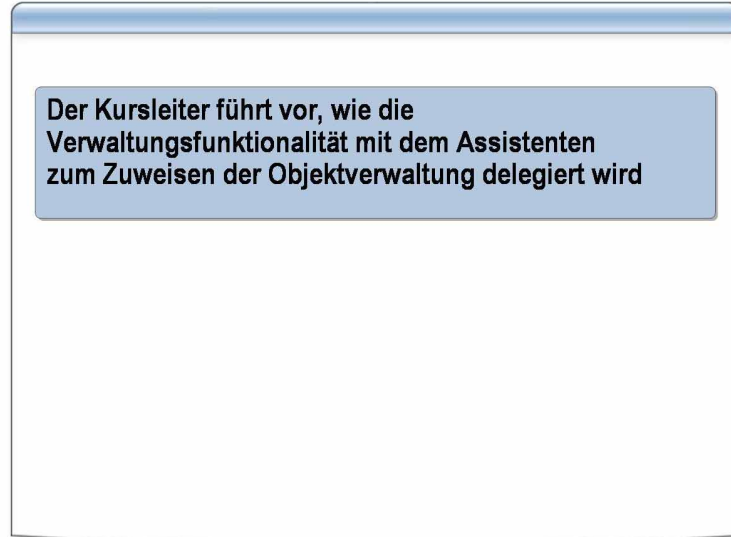 Der Kursleiter führt vor, wie die
Verwaltungsfunktionalität mit dem Assistenten
zum Zuweisen der Objektverwaltung delegiert wird